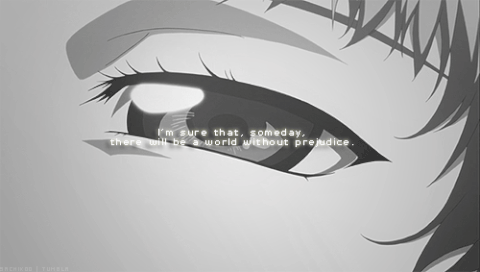 I'm sure that, someday,
there will be a world without prejudice.